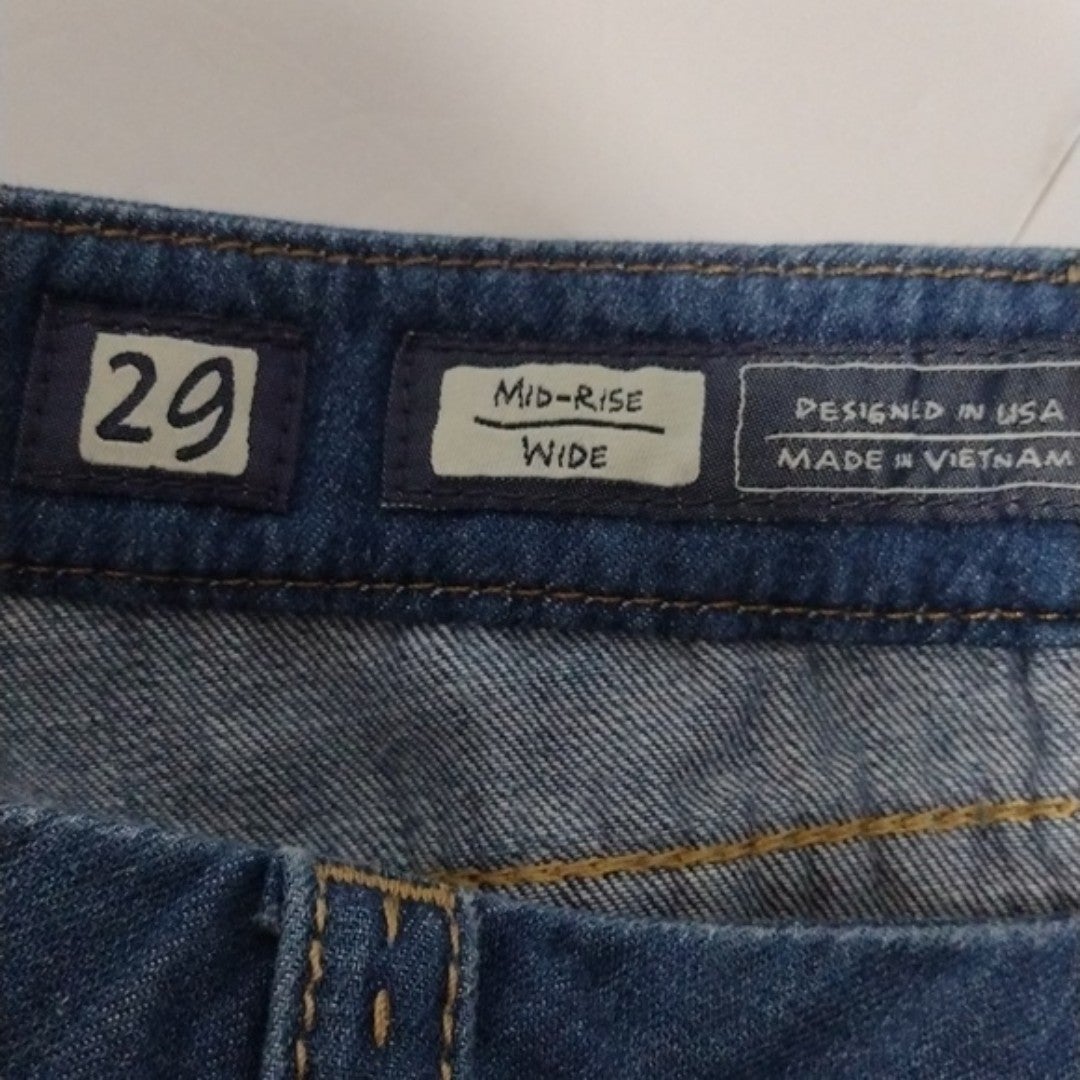 29
MID-RISE
WIDE
DESIGNED IN USA
MADE IN VIETNAM